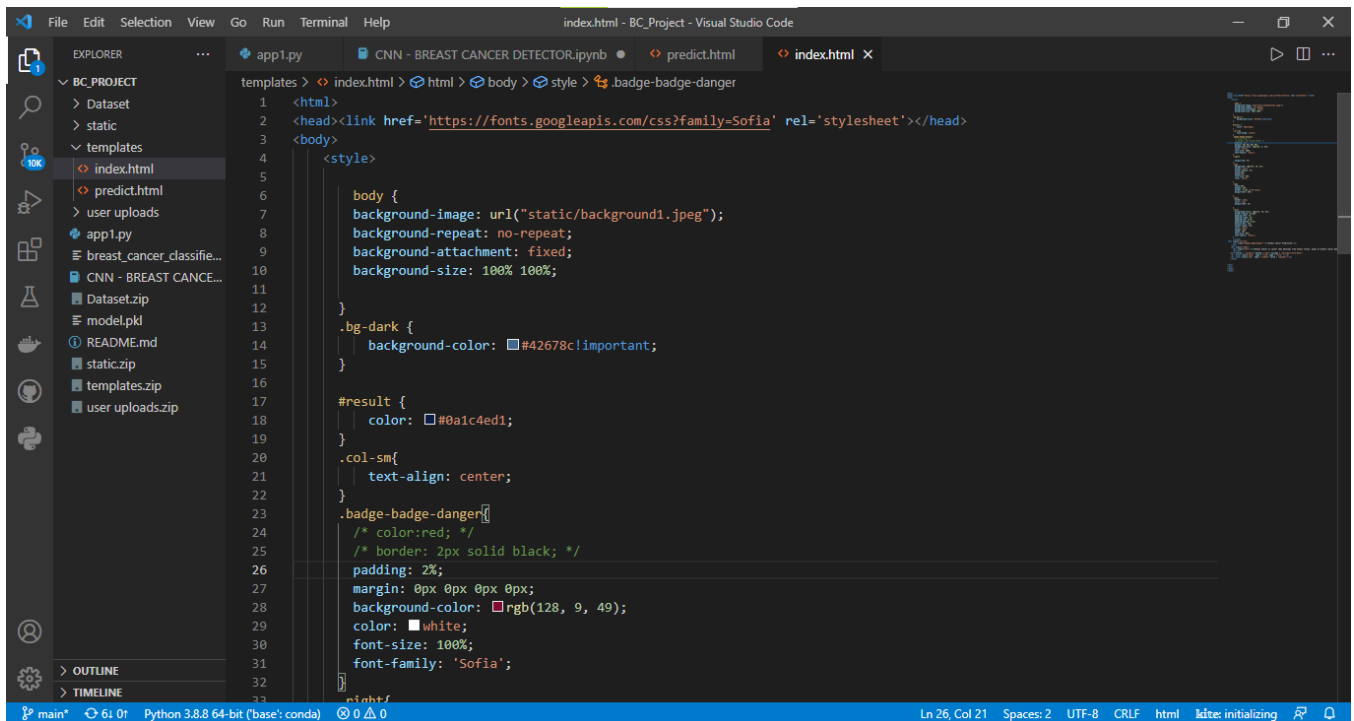 File Edit Selection View Go Run Terminal Help
index.html - BC_Project - Visual Studio Code
EXPLORER ...
app1.py
CNN - BREAST CANCER DETECTOR.ipynb
predict.html
index.html
BC_PROJECT
templates > index.html > html > body > style > .badge-badge-danger
Dataset
static
templates
index.html
predict.html
user uploads
app1.py
breast_cancer_classifie...
CNN - BREAST CANCE...
Dataset.zip
model.pkl
README.md
static.zip
templates.zip
user uploads.zip
1
10K
1 <html>
2 <head><link href='https://fonts.googleapis.com/css?family=Sofia' rel='stylesheet'></head>
3 <body>
4 <style>
5
6 body {
7 background-image: url("static/background1.jpeg");
8 background-repeat: no-repeat;
9 background-attachment: fixed;
10 background-size: 100% 100%;
11
12 }
13 .bg-dark {
14 background-color: #42678c!important;
15 }
16
17 #result {
18 color: #0a1c4ed1;
19 }
20 .col-sm{
21 text-align: center;
22 }
23 .badge-badge-danger{
24 /* color:red; */
25 /* border: 2px solid black; */
26 padding: 2%;
27 margin: 0px 0px 0px 0px;
28 background-color: rgb(128, 9, 49);
29 color: white;
30 font-size: 100%;
31 font-family: 'Sofia';
32 }
33 .right{
OUTLINE
TIMELINE
main* 6↓ 0↑ Python 3.8.8 64-bit ('base': conda) 0 0 Ln 26, Col 21 Spaces: 2 UTF-8 CRLF html kite: initializing